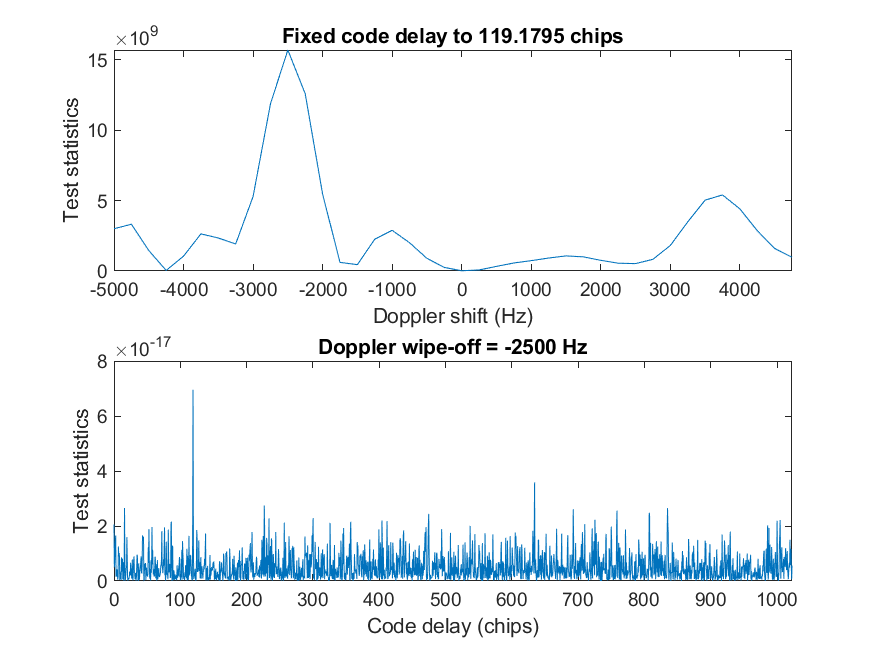 ×10^9
Fixed code delay to 119.1795 chips
15
10
5
0
Test statistics
-5000 -4000 -3000 -2000 -1000 0 1000 2000 3000 4000
Doppler shift (Hz)
×10^-17
Doppler wipe-off = -2500 Hz
8
6
4
2
0
Test statistics
0 100 200 300 400 500 600 700 800 900 1000
Code delay (chips)